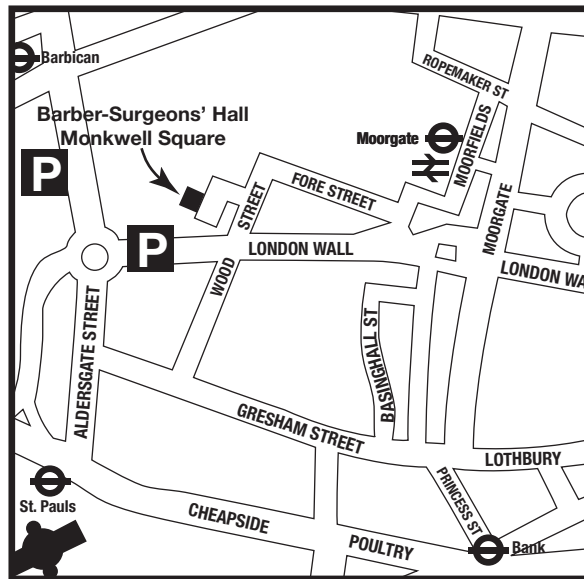 Barbican
ROPEMAKER ST
Barber-Surgeons' Hall
Monkwell Square
Moorgate
MOORFIELDS
P
FORE STREET
STREET
MOORGATE
P
LONDON WALL
LONDON WA
WOOD
BASINGHALL ST
ALDERSGATE STREET
GRESHAM STREET
LOTHBURY
PRINCESS ST
St. Pauls
CHEAPSIDE
POULTRY
Bank